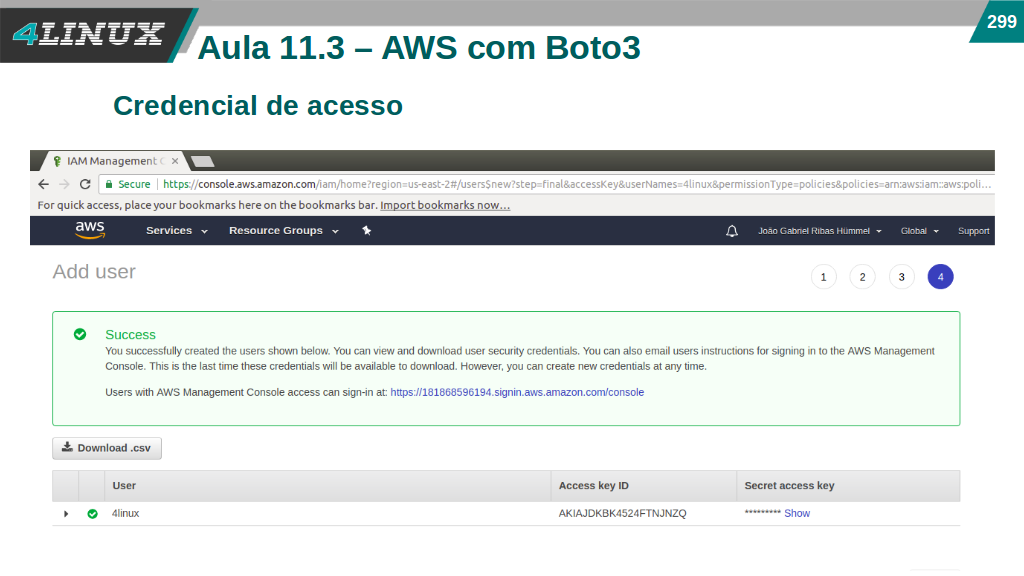 4LINUX
299
Aula 11.3 – AWS com Boto3
Credencial de acesso
IAM Management C
Secure https://console.aws.amazon.com/iam/home?region=us-east-2#/users$new?step=final&accessKey&userNames=4linux&permissionType=policies&policies=arn:aws:iam::aws:poli...
For quick access, place your bookmarks here on the bookmarks bar. Import bookmarks now...
aws Services Resource Groups João Gabriel Ribas Hümmel Global Support
Add user 1 2 3 4
Success
You successfully created the users shown below. You can view and download user security credentials. You can also email users instructions for signing in to the AWS Management
Console. This is the last time these credentials will be available to download. However, you can create new credentials at any time.
Users with AWS Management Console access can sign-in at: https://181868596194.signin.aws.amazon.com/console
Download .csv
User Access key ID Secret access key
4linux AKIAJDKBK4524FTNJNZQ ********* Show